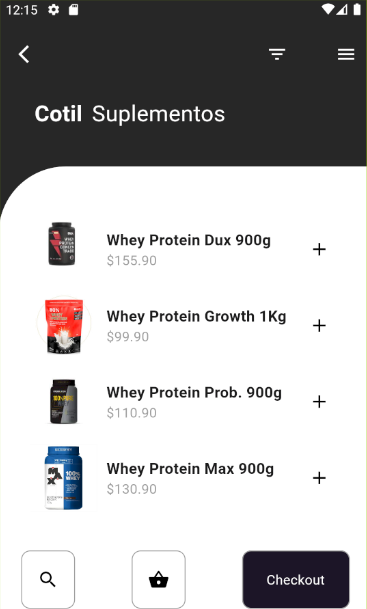 12:15
Cotil Suplementos
Whey Protein Dux 900g
$155.90
Whey Protein Growth 1Kg
$99.90
Whey Protein Prob. 900g
$110.90
Whey Protein Max 900g
$130.90
Checkout